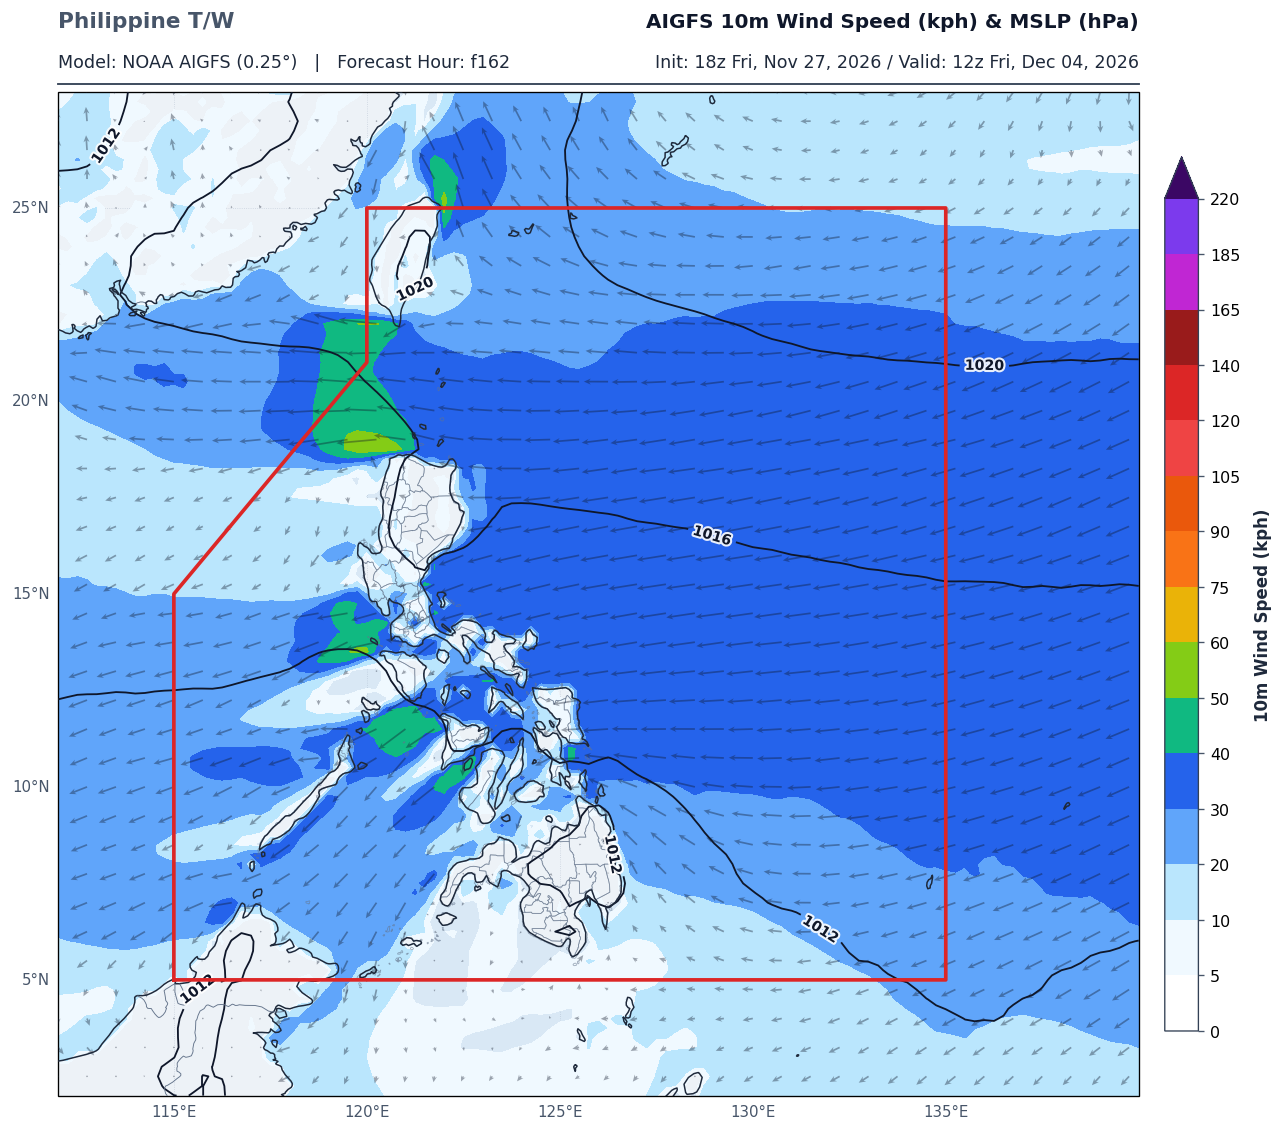 Philippine T/W
AIGFS 10m Wind Speed (kph) & MSLP (hPa)
Model: NOAA AIGFS (0.25°) | Forecast Hour: f162
Init: 18z Fri, Nov 27, 2026 / Valid: 12z Fri, Dec 04, 2026
1012
1020
1020
1016
1012
1012
1012
25°N
20°N
15°N
10°N
5°N
115°E
120°E
125°E
130°E
135°E
220
185
165
140
120
105
90
75
60
50
40
30
20
10
5
0
10m Wind Speed (kph)